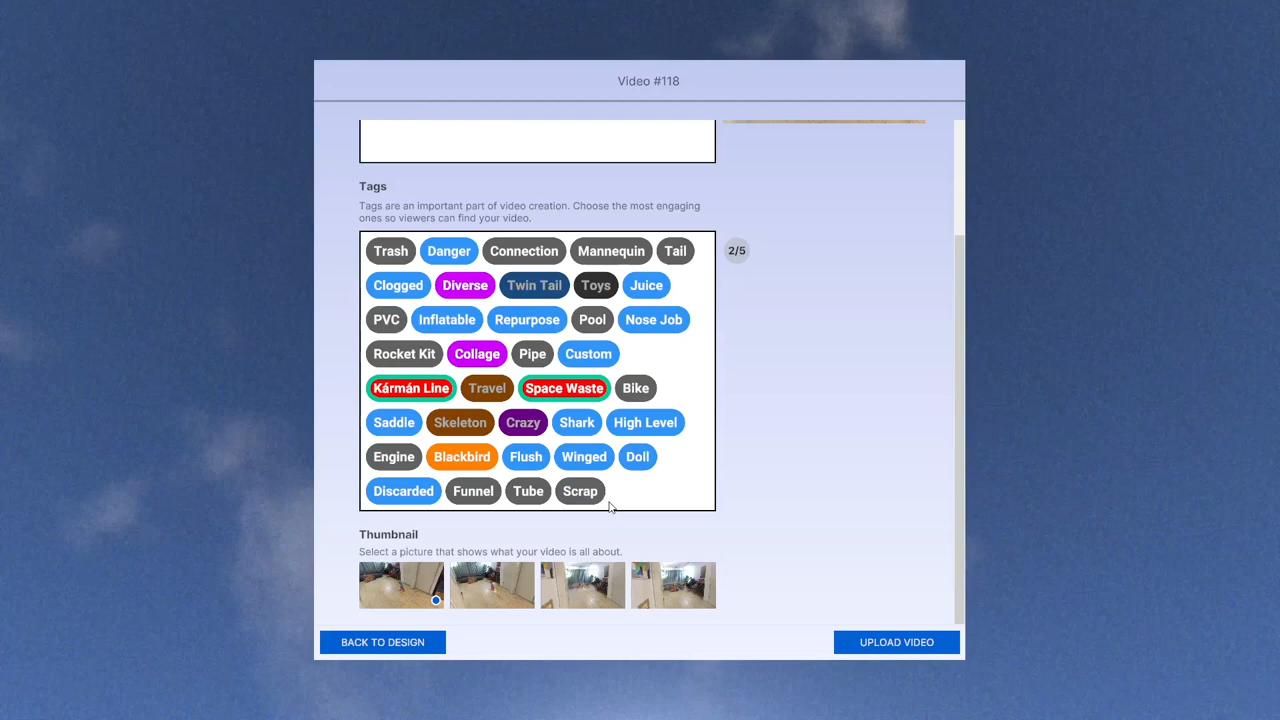 Video #118
Tags
Tags are an important part of video creation. Choose the most engaging
ones so viewers can find your video.
Trash Danger Connection Mannequin Tail
2/5
Clogged Diverse Twin Tail Toys Juice
PVC Inflatable Repurpose Pool Nose Job
Rocket Kit Collage Pipe Custom
Kármán Line Travel Space Waste Bike
Saddle Skeleton Crazy Shark High Level
Engine Blackbird Flush Winged Doll
Discarded Funnel Tube Scrap
Thumbnail
Select a picture that shows what your video is all about.
BACK TO DESIGN
UPLOAD VIDEO